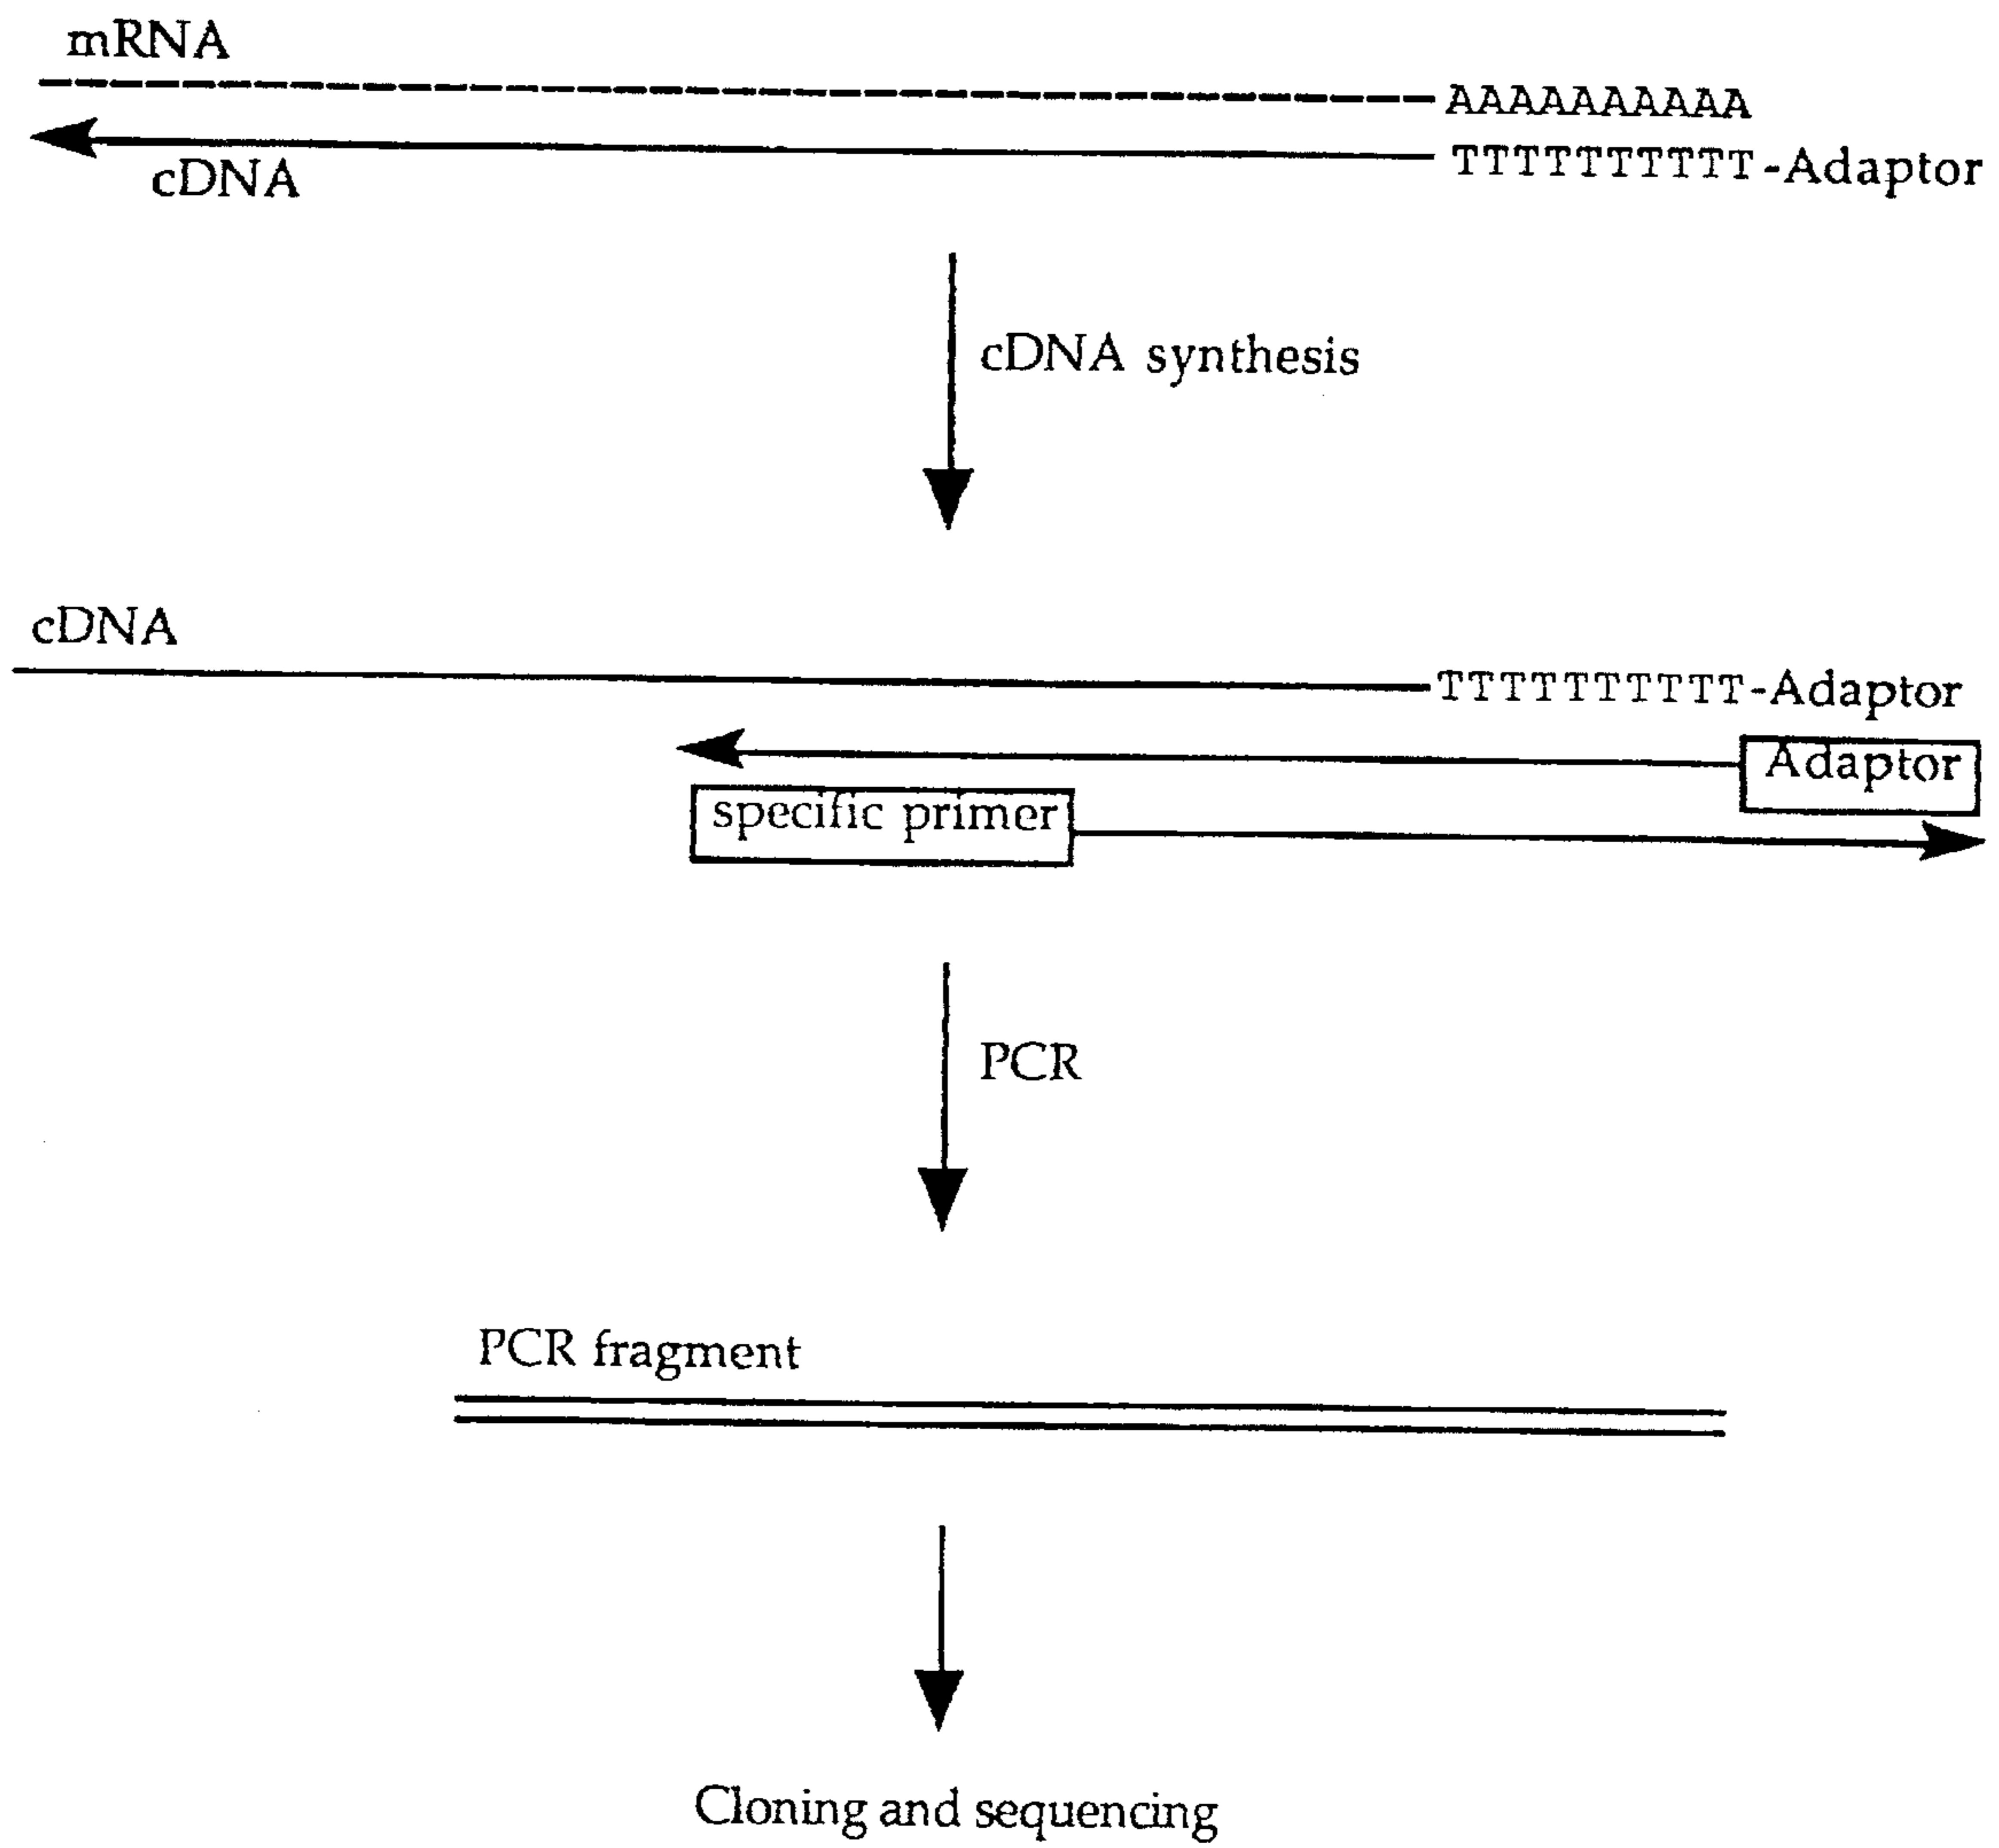 mRNA
AAAAAAAAAA
TTTTTTTTTT-Adaptor
cDNA
cDNA synthesis
cDNA
TTTTTTTTTT-Adaptor
Adaptor
specific primer
PCR
PCR fragment
Cloning and sequencing